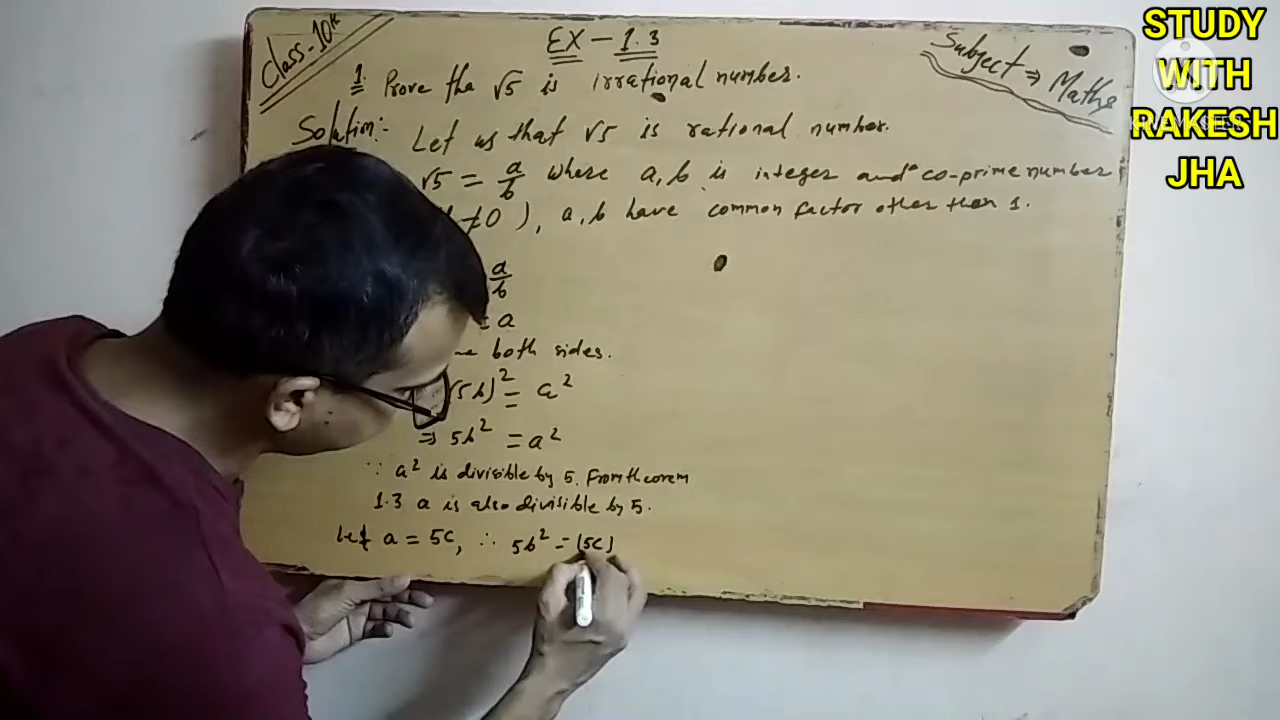 STUDY
WITH
RAKESH
JHA
Class-10th
EX - 1.3
Subject ⇒ Maths
1. Prove tha √5 is irrational number.
Solution:- Let us that √5 is rational number.
√5 = a/b where a, b is integer and co-prime number
≠0 ), a, b have common factor other then 1.
a/b
= a
both sides.
√5b)² = a²
⇒ 5b² = a²
∵ a² is divisible by 5. From theorem
1.3 a is also divisible by 5.
let a = 5c, ∴ 5b² = (5c)